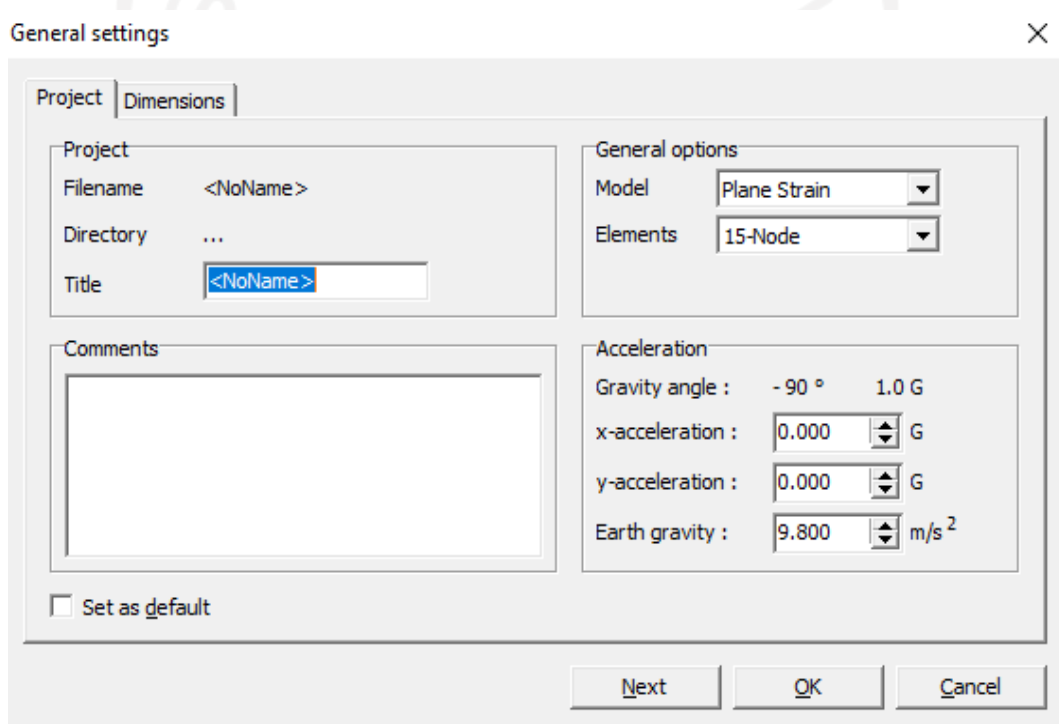 General settings
Project
Dimensions
Project
Filename <NoName>
Directory ...
Title <NoName>
General options
Model Plane Strain
Elements 15-Node
Comments
Acceleration
Gravity angle : - 90 ° 1.0 G
x-acceleration : 0.000 G
y-acceleration : 0.000 G
Earth gravity : 9.800 m/s 2
Set as default
Next
OK
Cancel